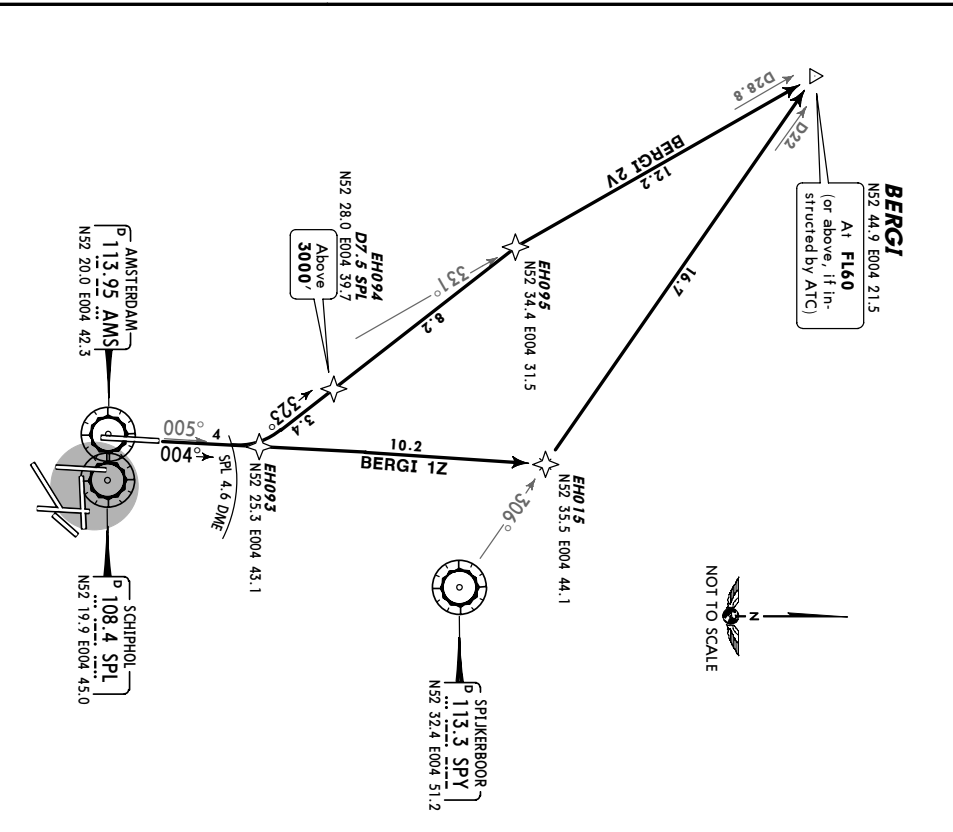 BERGI
N52 44.9 E004 21.5
At FL60
(or above, if in-
structed by ATC)
D28.8
D22
BERGI 2V
12.2
16.7
EH095
N52 34.4 E004 31.5
331°
8.2
EH094
D7.5 SPL
N52 28.0 E004 39.7
Above
3000'
323°
3.4
EH015
N52 35.5 E004 44.1
10.2
BERGI 1Z
306°
EH093
N52 25.3 E004 43.1
SPL 4.6 DME
005°
004°
4
AMSTERDAM
D 113.95 AMS
N52 20.0 E004 42.3
SCHIPHOL
D 108.4 SPL
N52 19.9 E004 45.0
SPIJKERBOOR
D 113.3 SPY
N52 32.4 E004 51.2
N
NOT TO SCALE